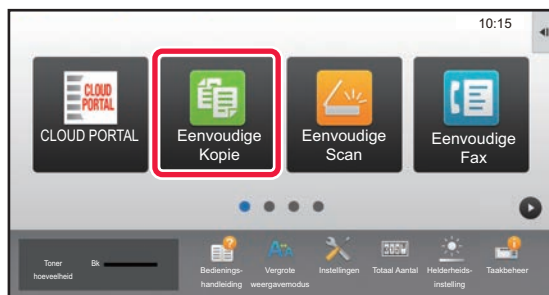 10:15
CLOUD
PORTAL
CLOUD PORTAL
Eenvoudige
Kopie
Eenvoudige
Scan
Eenvoudige
Fax
Toner
hoeveelheid
Bk
Bedienings-
handleiding
Vergrote
weergavemodus
Instellingen
Totaal Aantal
Helderheids-
instelling
Taakbeheer